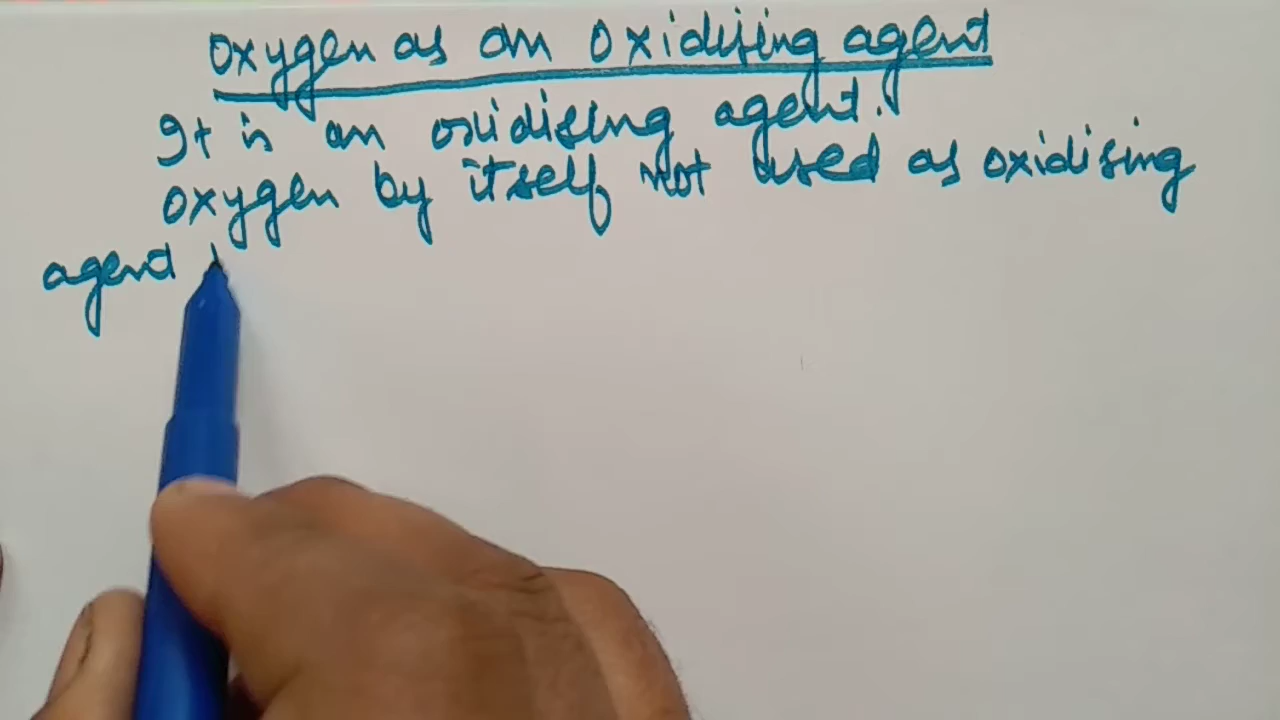 oxygen as an oxidising agent
It is an oxidising agent.
oxygen by itself not used as oxidising
agent